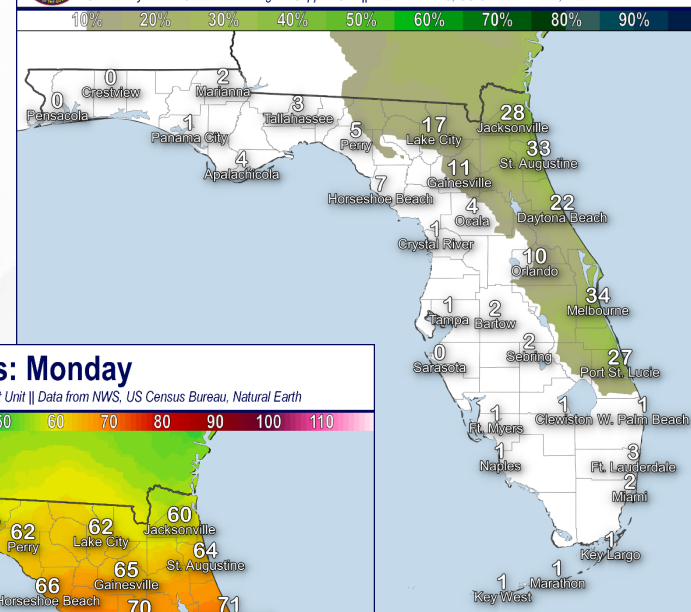 10% 20% 30% 40% 50% 60% 70% 80% 90%
0
Crestview
2
Marianna
0
Pensacola
3
Tallahassee
28
Jacksonville
1
Panama City
5
Perry
17
Lake City
33
St. Augustine
4
Apalachicola
11
Gainesville
7
Horseshoe Beach
4
Ocala
22
Daytona Beach
1
Crystal River
10
Orlando
34
Melbourne
1
Tampa
2
Bartow
0
Sarasota
2
Sebring
27
Port St. Lucie
1
Ft. Myers
1
Clewiston
1
W. Palm Beach
1
Naples
3
Ft. Lauderdale
2
Miami
1
Key Largo
1
Marathon
1
Key West
s: Monday
t Unit || Data from NWS, US Census Bureau, Natural Earth
50 60 70 80 90 100 110
62
Perry
62
Lake City
60
Jacksonville
64
St. Augustine
65
Gainesville
66
Horseshoe Beach
70
71